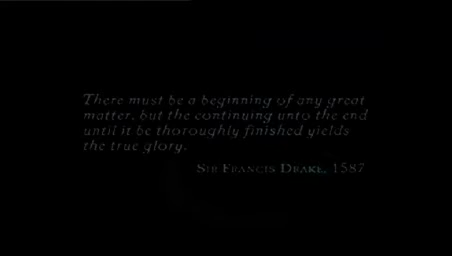 There must be a beginning of any great
matter, but the continuing unto the end
until it be thoroughly finished yields
the true glory.
Sir Francis Drake, 1587